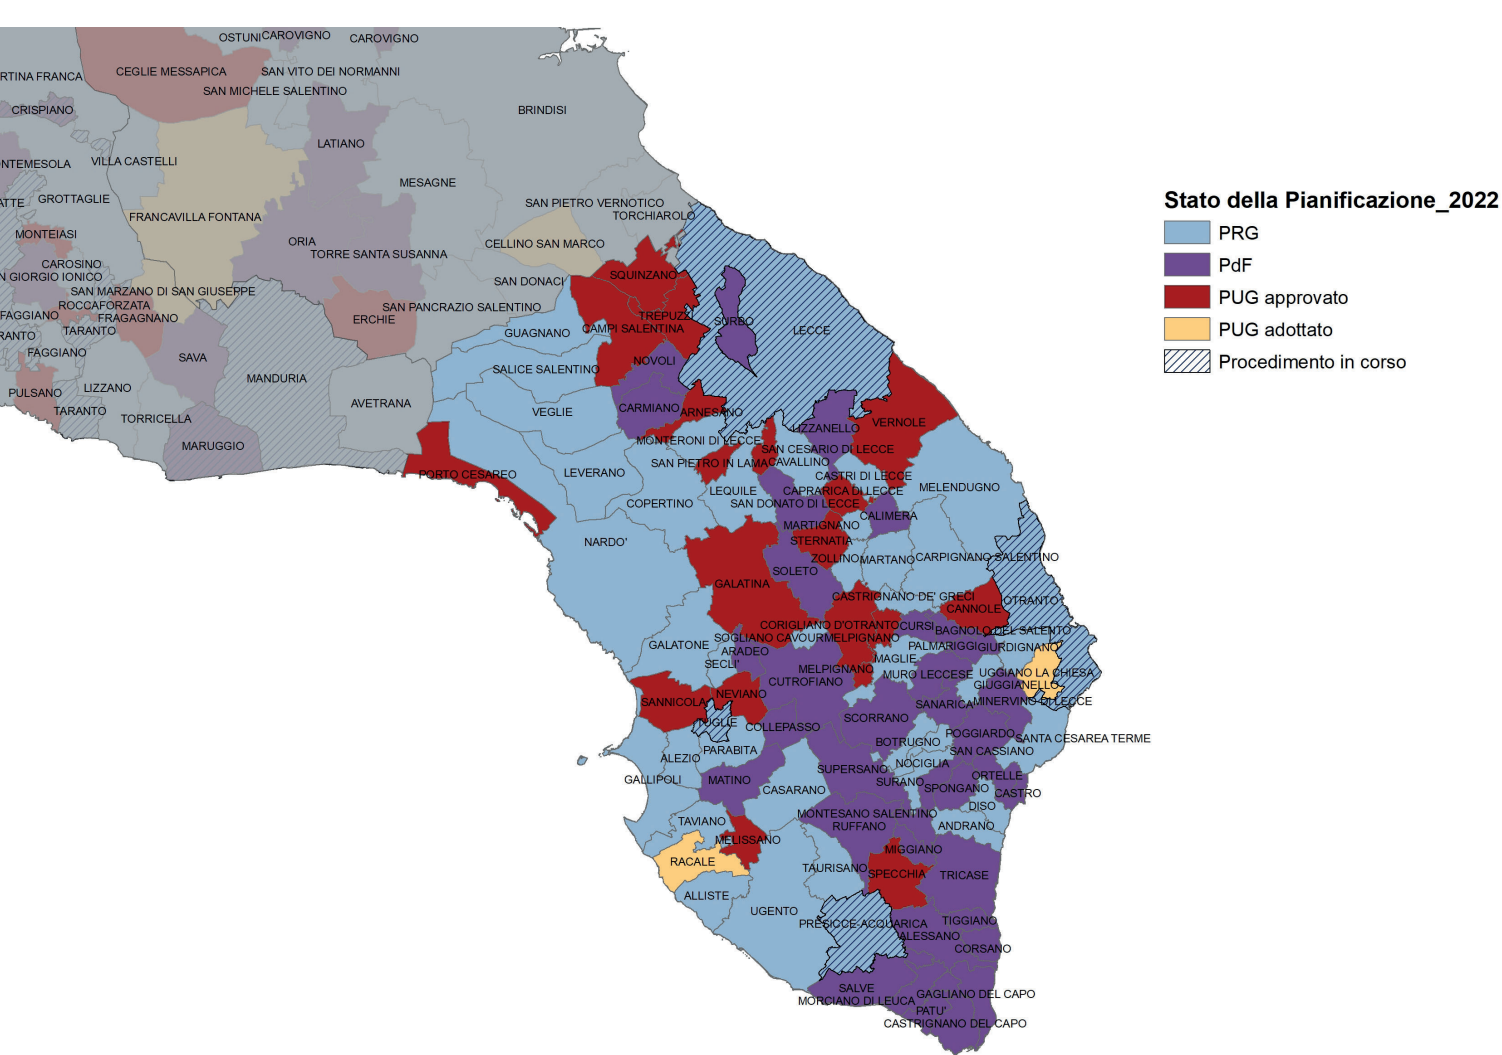 OSTUNI
CAROVIGNO
CAROVIGNO
CEGLIE MESSAPICA
SAN VITO DEI NORMANNI
RTINA FRANCA
SAN MICHELE SALENTINO
CRISPIANO
BRINDISI
LATIANO
NTEMESOLA
VILLA CASTELLI
MESAGNE
GROTTAGLIE
ATTE
SAN PIETRO VERNOTICO
TORCHIAROLO
FRANCAVILLA FONTANA
MONTEIASI
ORIA
CELLINO SAN MARCO
TORRE SANTA SUSANNA
CAROSINO
N GIORGIO IONICO
SAN DONACI
SQUINZANO
SAN MARZANO DI SAN GIUSEPPE
ROCCAFORZATA
SAN PANCRAZIO SALENTINO
FAGGIANO
FRAGAGNANO
ERCHIE
TREPUZZI
SURBO
LECCE
CAMPI SALENTINA
GUAGNANO
TARANTO
RANTO
FAGGIANO
SAVA
NOVOLI
SALICE SALENTINO
MANDURIA
LIZZANO
PULSANO
AVETRANA
TARANTO
TORRICELLA
VEGLIE
CARMIANO
ARNESANO
VERNOLE
LIZZANELLO
MARUGGIO
MONTERONI DI LECCE
SAN CESARIO DI LECCE
SAN PIETRO IN LAMA
CAVALLINO
PORTO CESAREO
LEVERANO
CASTRI DI LECCE
MELENDUGNO
LEQUILE
CAPRARICA DI LECCE
COPERTINO
SAN DONATO DI LECCE
CALIMERA
MARTIGNANO
NARDO'
STERNATIA
ZOLLINO
MARTANO
CARPIGNANO SALENTINO
SOLETO
GALATINA
CASTRIGNANO DE' GRECI
OTRANTO
CANNOLE
CORIGLIANO D'OTRANTO
CURSI
BAGNOLO DEL SALENTO
SOGLIANO CAVOUR
MELPIGNANO
GALATONE
ARADEO
PALMARIGGI
GIURDIGNANO
SECLI'
MAGLIE
MELPIGNANO
MURO LECCESE
UGGIANO LA CHIESA
CUTROFIANO
GIUGGIANELLO
NEVIANO
SANNICOLA
SANARICA
MINERVINO DI LECCE
SCORRANO
TUGLIE
COLLEPASSO
POGGIARDO
SANTA CESAREA TERME
BOTRUGNO
PARABITA
SAN CASSIANO
ALEZIO
NOCIGLIA
SUPERSANO
GALLIPOLI
MATINO
SURANO
ORTELLE
CASARANO
SPONGANO
CASTRO
DISO
MONTESANO SALENTINO
TAVIANO
RUFFANO
ANDRANO
MELISSANO
MIGGIANO
RACALE
TAURISANO
SPECCHIA
TRICASE
ALLISTE
UGENTO
PRESICCE-ACQUARICA
TIGGIANO
ALESSANO
CORSANO
SALVE
GAGLIANO DEL CAPO
MORCIANO DI LEUCA
PATU'
CASTRIGNANO DEL CAPO
Stato della Pianificazione_2022
PRG
PdF
PUG approvato
PUG adottato
Procedimento in corso